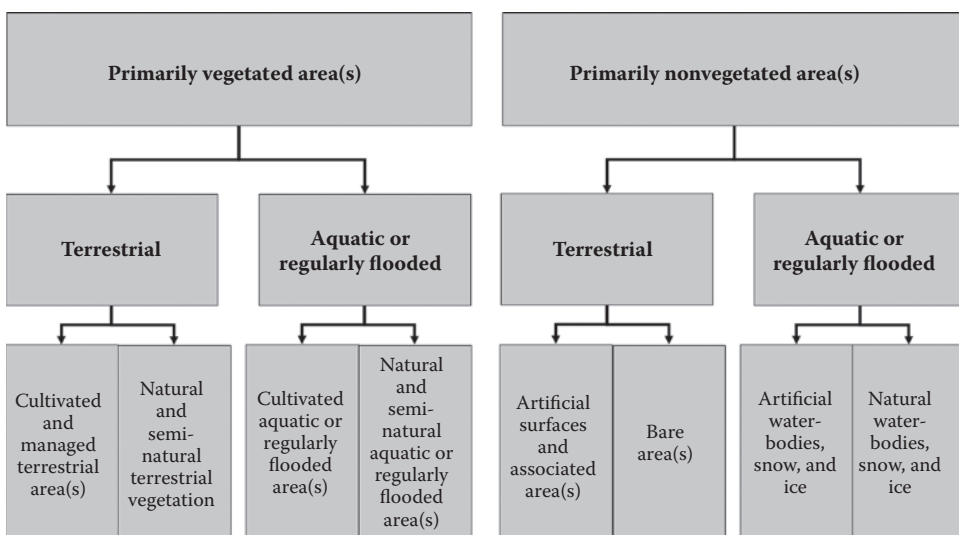 Primarily vegetated area(s)
Primarily nonvegetated area(s)
Terrestrial
Aquatic or
regularly flooded
Terrestrial
Aquatic or
regularly flooded
Cultivated
and
managed
terrestrial
area(s)
Natural
and
semi-
natural
terrestrial
vegetation
Cultivated
aquatic or
regularly
flooded
area(s)
Natural
and
semi-
natural
aquatic or
regularly
flooded
area(s)
Artificial
surfaces
and
associated
area(s)
Bare
area(s)
Artificial
water-
bodies,
snow, and
ice
Natural
water-
bodies,
snow, and
ice